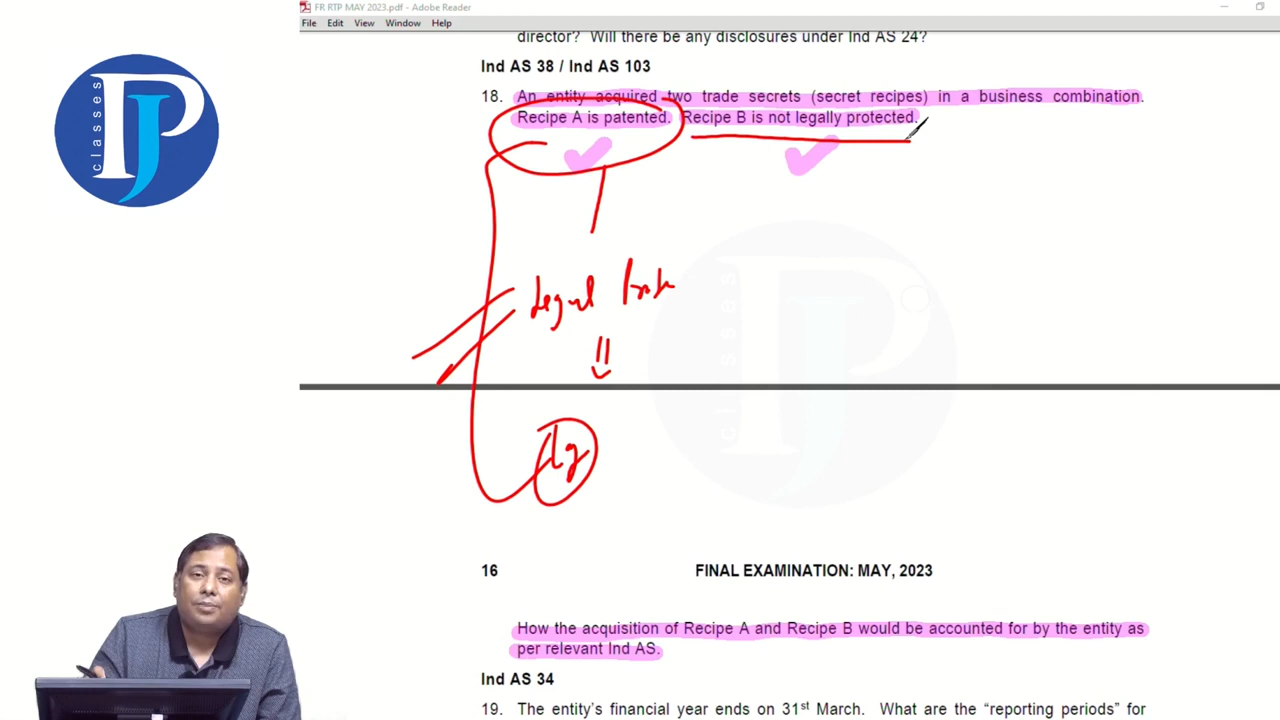 FR RTP MAY 2023.pdf - Adobe Reader
File Edit View Window Help
director? Will there be any disclosures under Ind AS 24?
Ind AS 38 / Ind AS 103
18. An entity acquired two trade secrets (secret recipes) in a business combination.
Recipe A is patented. Recipe B is not legally protected.
Legal
16 FINAL EXAMINATION: MAY, 2023
How the acquisition of Recipe A and Recipe B would be accounted for by the entity as
per relevant Ind AS.
Ind AS 34
19. The entity's financial year ends on 31st March. What are the “reporting periods” for
PJ
classes
classes